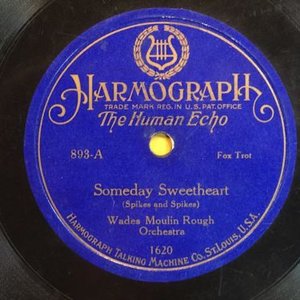 HARMOGRAPH
TRADE MARK REG. IN U.S. PAT. OFFICE
The Human Echo
893-A
Fox Trot
Someday Sweetheart
(Spikes and Spikes)
Wades Moulin Rough
Orchestra
1620
HARMOGRAPH TALKING MACHINE CO. ST. LOUIS, U.S.A.